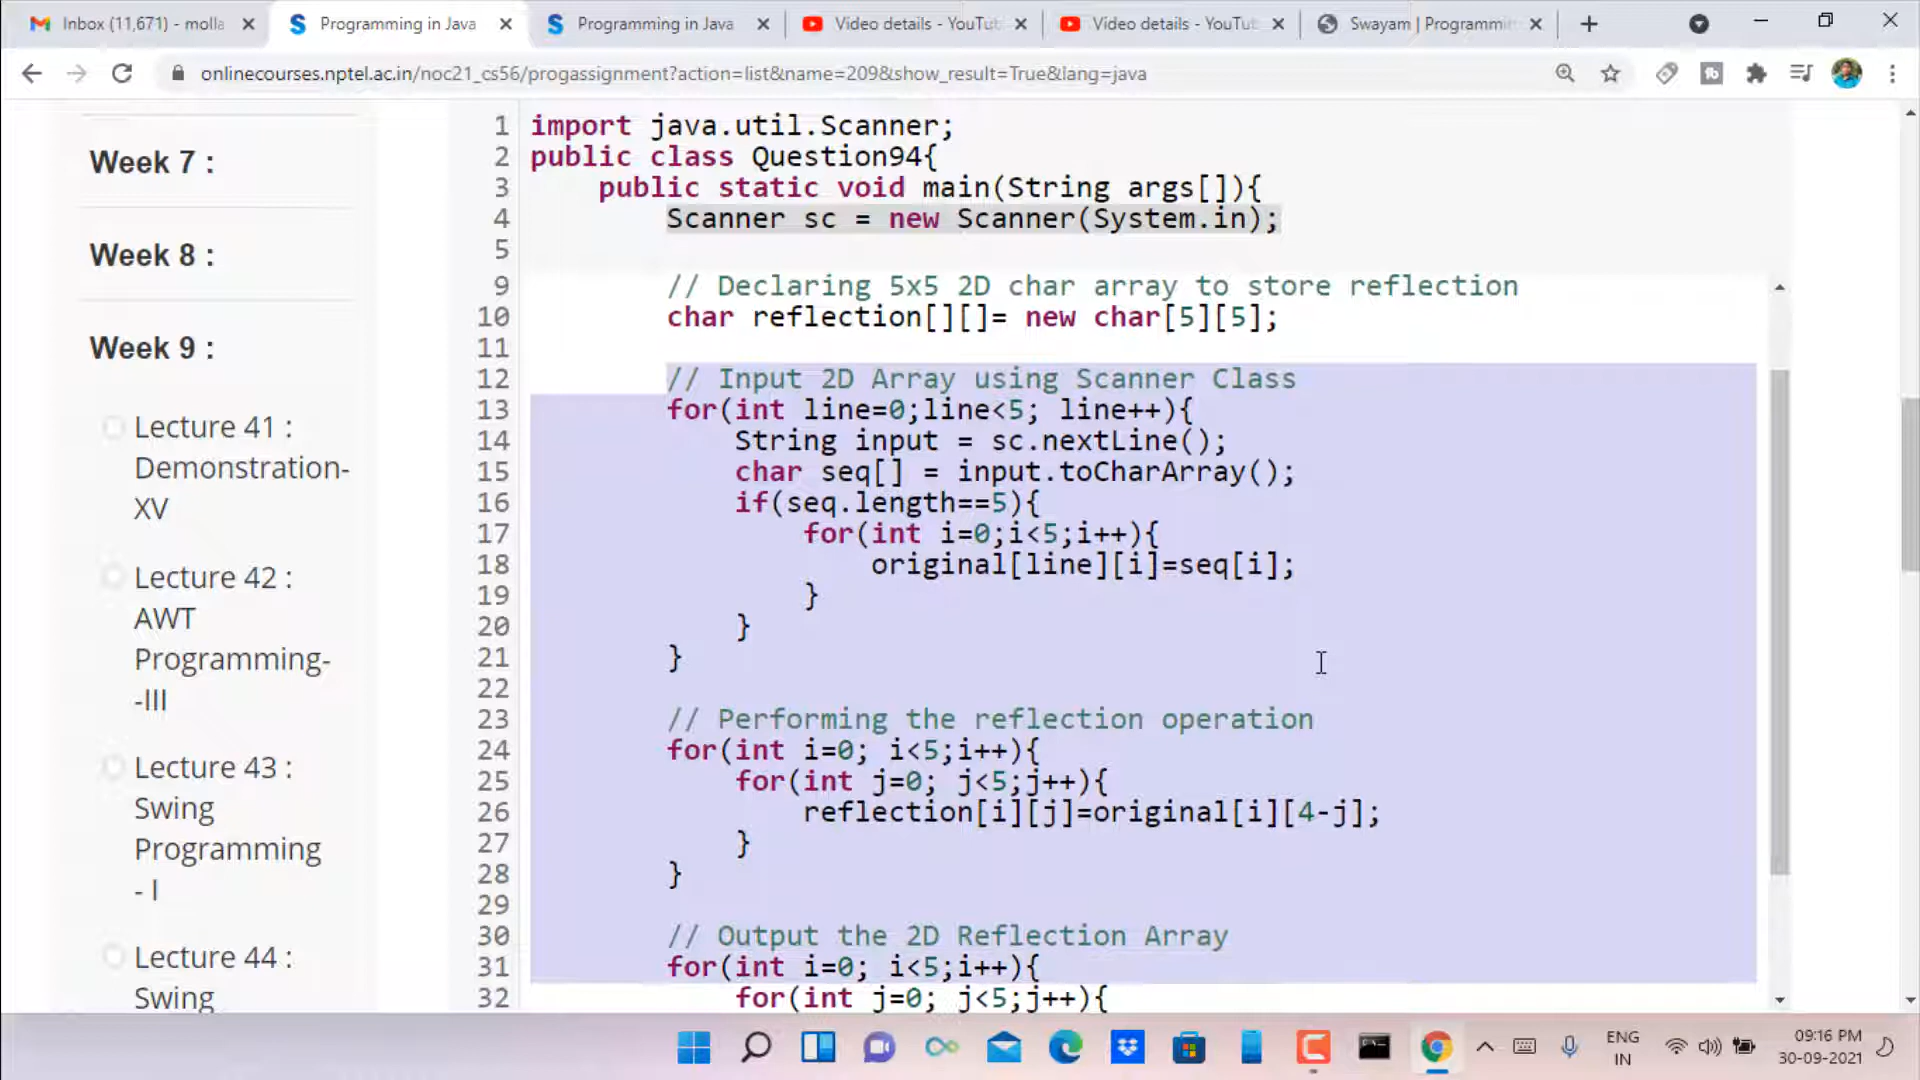 Inbox (11,671) - molla
Programming in Java
Programming in Java
Video details - YouTub
Video details - YouTub
Swayam | Programmin
onlinecourses.nptel.ac.in/noc21_cs56/progassignment?action=list&name=209&show_result=True&lang=java
Week 7 :
Week 8 :
Week 9 :
Lecture 41 :
Demonstration-
XV
Lecture 42 :
AWT
Programming-
-III
Lecture 43 :
Swing
Programming
- I
Lecture 44 :
Swing
1 import java.util.Scanner;
2 public class Question94{
3 public static void main(String args[]){
4 Scanner sc = new Scanner(System.in);
5
9 // Declaring 5x5 2D char array to store reflection
10 char reflection[][]= new char[5][5];
11
12 // Input 2D Array using Scanner Class
13 for(int line=0;line<5; line++){
14 String input = sc.nextLine();
15 char seq[] = input.toCharArray();
16 if(seq.length==5){
17 for(int i=0;i<5;i++){
18 original[line][i]=seq[i];
19 }
20 }
21 }
22
23 // Performing the reflection operation
24 for(int i=0; i<5;i++){
25 for(int j=0; j<5;j++){
26 reflection[i][j]=original[i][4-j];
27 }
28 }
29
30 // Output the 2D Reflection Array
31 for(int i=0; i<5;i++){
32 for(int j=0; j<5;j++){
ENG
IN
09:16 PM
30-09-2021